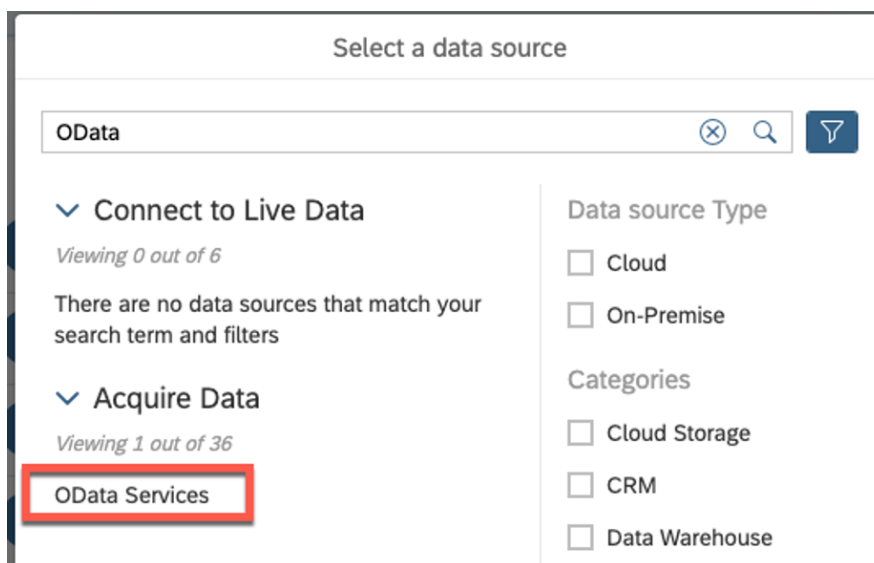 Select a data source
OData
Connect to Live Data
Viewing 0 out of 6
There are no data sources that match your
search term and filters
Acquire Data
Viewing 1 out of 36
OData Services
Data source Type
Cloud
On-Premise
Categories
Cloud Storage
CRM
Data Warehouse